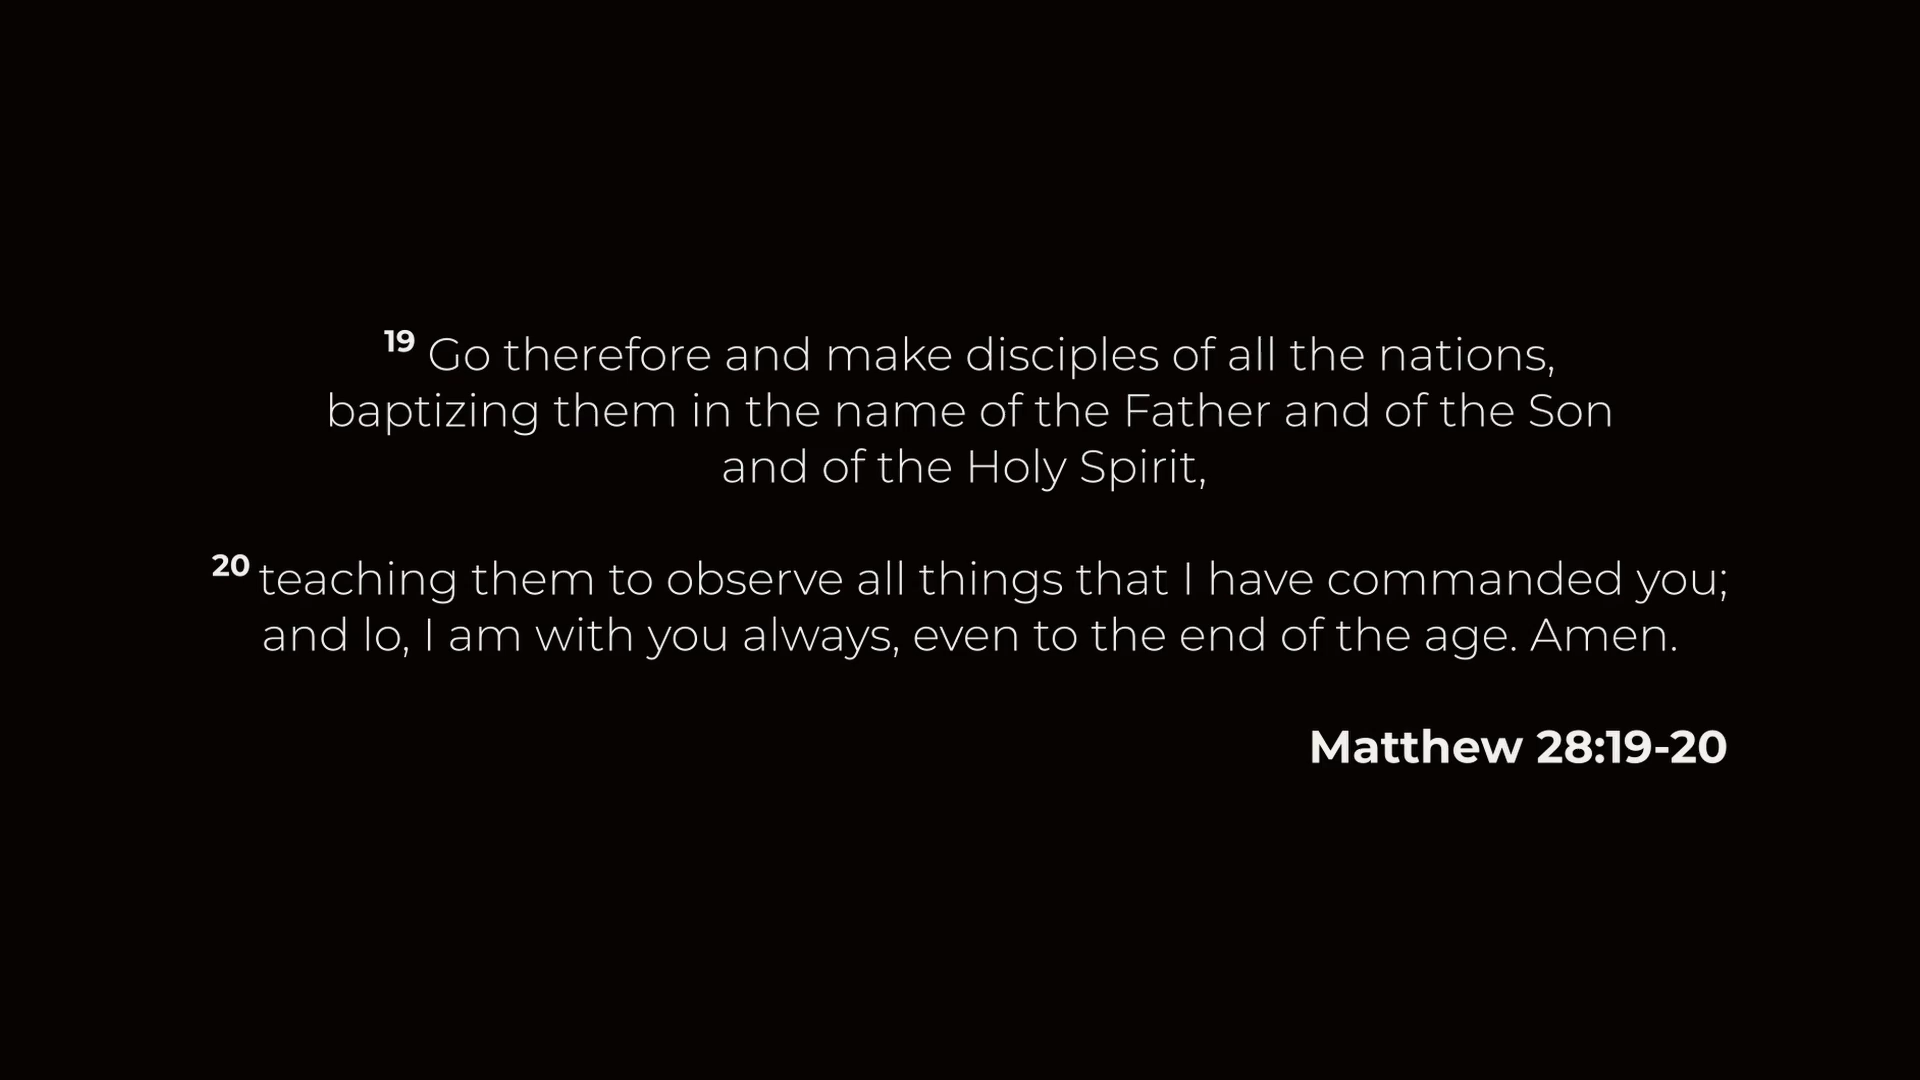 19 Go therefore and make disciples of all the nations,
baptizing them in the name of the Father and of the Son
and of the Holy Spirit,
20 teaching them to observe all things that I have commanded you;
and lo, I am with you always, even to the end of the age. Amen.
Matthew 28:19-20